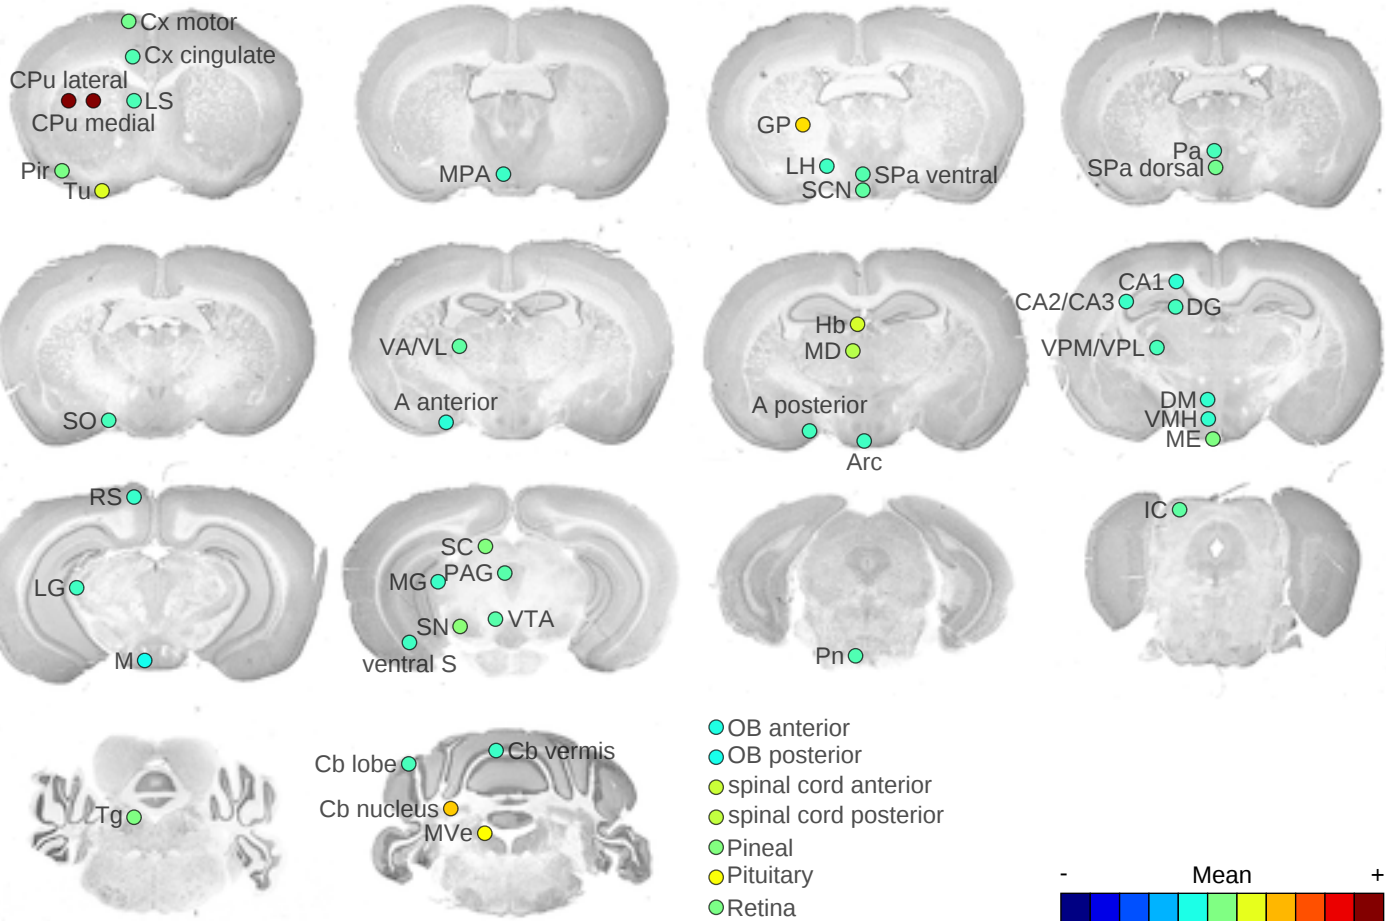 Cx motor
Cx cingulate
CPu lateral
LS
CPu medial
Pir
Tu
MPA
GP
LH
SPa ventral
SCN
Pa
SPa dorsal
SO
VA/VL
A anterior
Hb
MD
A posterior
Arc
CA1
CA2/CA3
DG
VPM/VPL
DM
VMH
ME
RS
LG
M
SC
PAG
MG
VTA
SN
ventral S
Pn
IC
Tg
Cb vermis
Cb lobe
Cb nucleus
MVe
OB anterior
OB posterior
spinal cord anterior
spinal cord posterior
Pineal
Pituitary
Retina
- Mean +